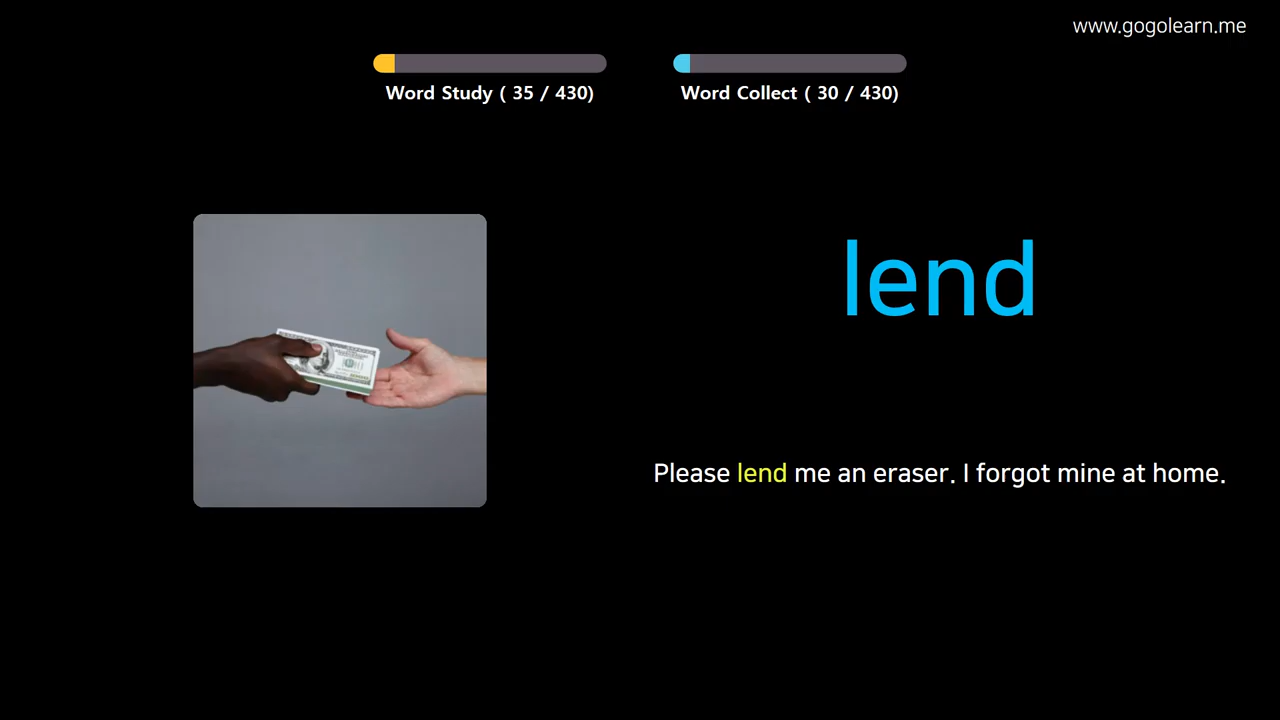 www.gogolearn.me
Word Study ( 35 / 430)
Word Collect ( 30 / 430)
lend
Please lend me an eraser. I forgot mine at home.